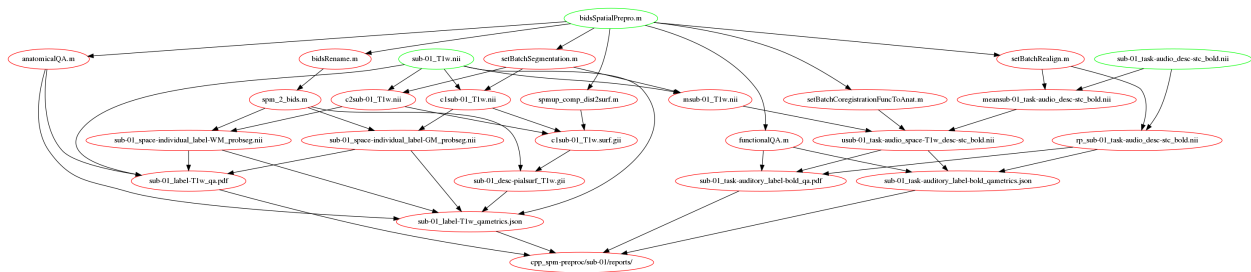 bidsSpatialPrepro.m
anatomicalQA.m
bidsRename.m
sub-01_T1w.nii
setBatchSegmentation.m
setBatchRealign.m
sub-01_task-audio_desc-stc_bold.nii
spm_2_bids.m
c2sub-01_T1w.nii
c1sub-01_T1w.nii
spmup_comp_dist2surf.m
msub-01_T1w.nii
setBatchCoregistrationFuncToAnat.m
meansub-01_task-audio_desc-stc_bold.nii
sub-01_space-individual_label-WM_probseg.nii
sub-01_space-individual_label-GM_probseg.nii
c1sub-01_T1w.surf.gii
functionalQA.m
usub-01_task-audio_space-T1w_desc-stc_bold.nii
rp_sub-01_task-audio_desc-stc_bold.nii
sub-01_label-T1w_qa.pdf
sub-01_desc-pialsurf_T1w.gii
sub-01_task-auditory_label-bold_qa.pdf
sub-01_task-auditory_label-bold_qametrics.json
sub-01_label-T1w_qametrics.json
cpp_spm-preproc/sub-01/reports/